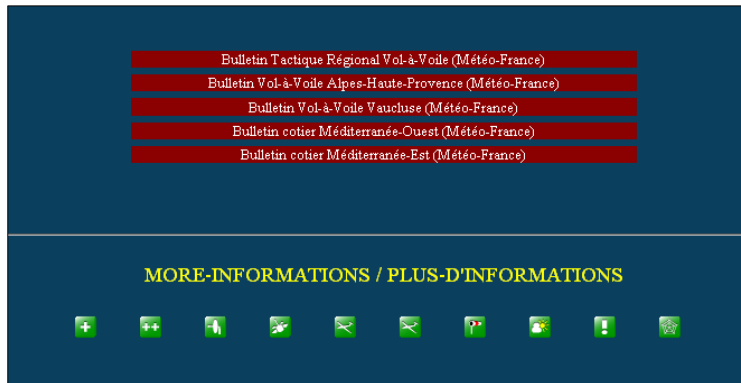 Bulletin Tactique Régional Vol-à-Voile (Météo-France)
Bulletin Vol-à-Voile Alpes-Haute-Provence (Météo-France)
Bulletin Vol-à-Voile Vaucluse (Météo-France)
Bulletin cotier Méditerranée-Ouest (Météo-France)
Bulletin cotier Méditerranée-Est (Météo-France)
MORE-INFORMATIONS / PLUS-D'INFORMATIONS